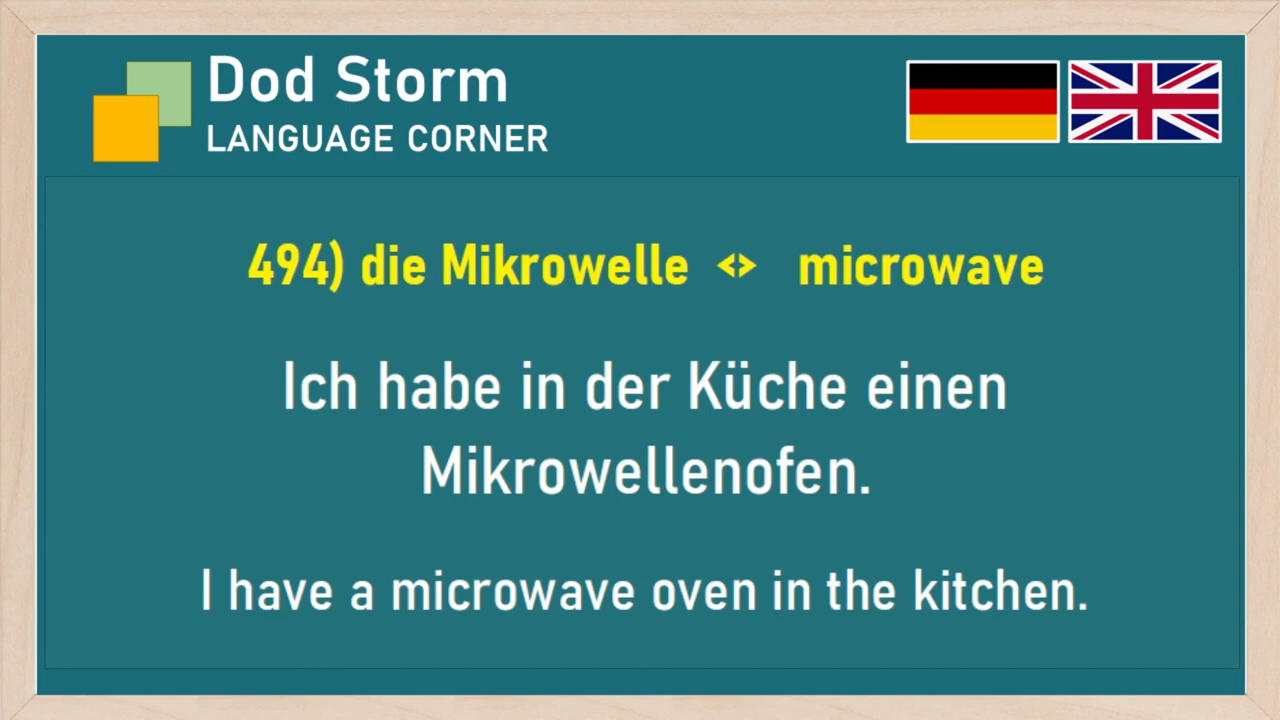 Dod Storm
LANGUAGE CORNER
494) die Mikrowelle <> microwave
Ich habe in der Küche einen
Mikrowellenofen.
I have a microwave oven in the kitchen.